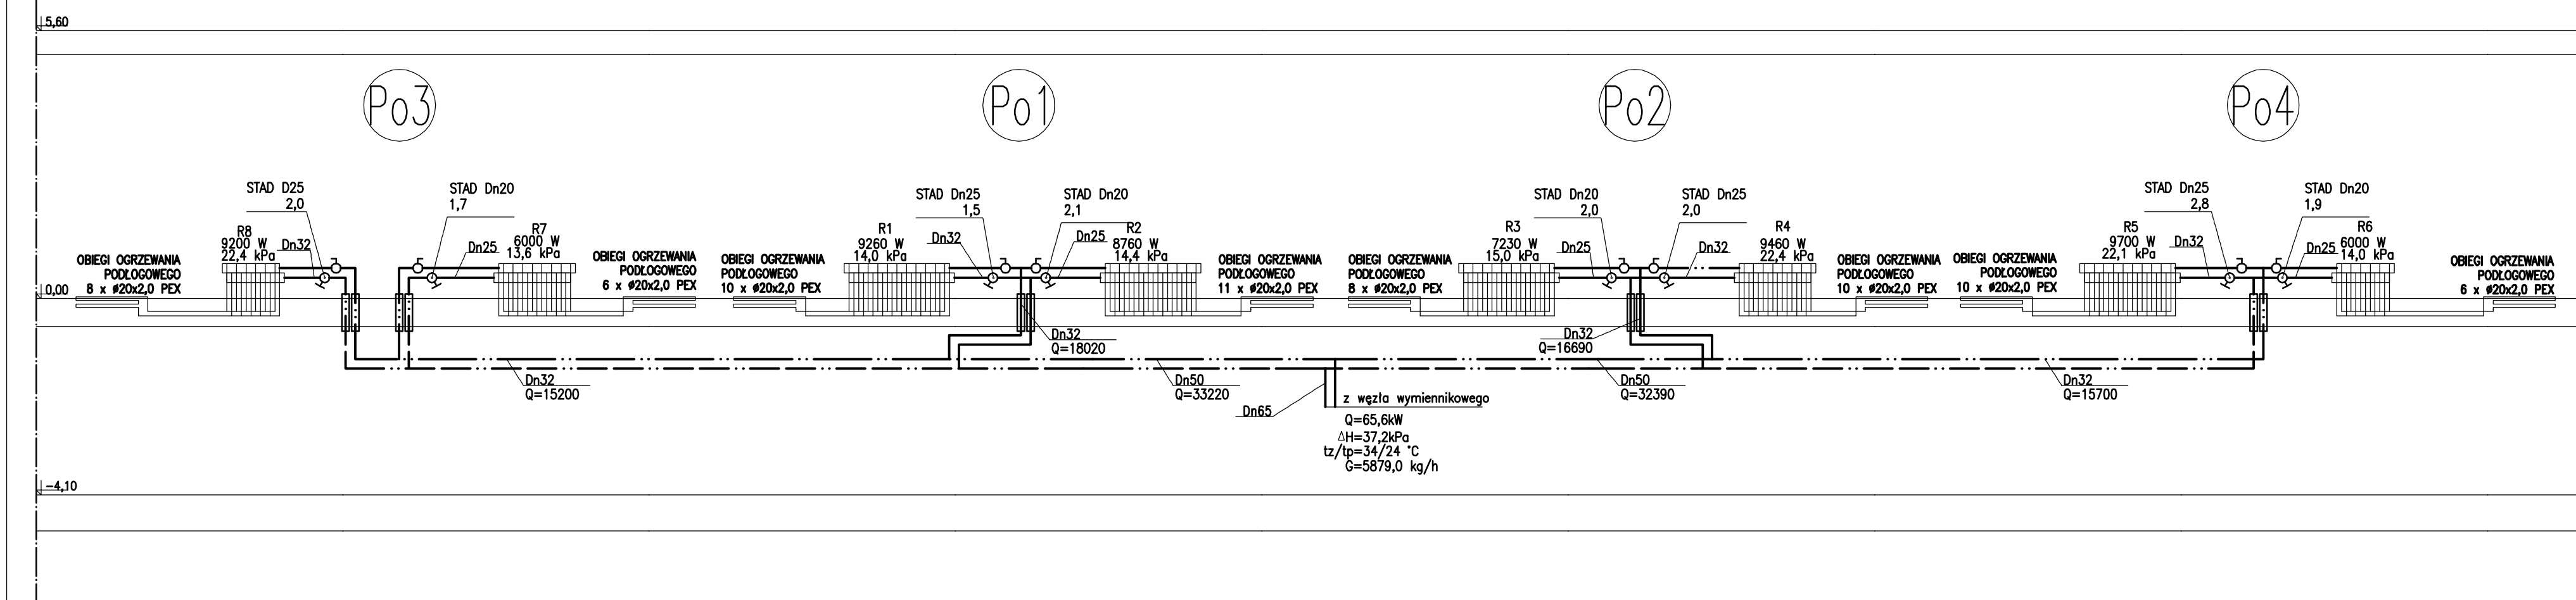 5,60
Po3
Po1
Po2
Po4
STAD D25
2,0
STAD Dn20
1,7
R8
9200 W
22,4 kPa
Dn32
Dn25
R7
6000 W
13,6 kPa
OBIEGI OGRZEWANIA
PODŁOGOWEGO
8 x ø20x2,0 PEX
OBIEGI OGRZEWANIA
PODŁOGOWEGO
6 x ø20x2,0 PEX
STAD Dn25
1,5
STAD Dn20
2,1
R1
9260 W
14,0 kPa
Dn32
Dn25
R2
8760 W
14,4 kPa
OBIEGI OGRZEWANIA
PODŁOGOWEGO
10 x ø20x2,0 PEX
OBIEGI OGRZEWANIA
PODŁOGOWEGO
11 x ø20x2,0 PEX
STAD Dn20
2,0
STAD Dn25
2,0
R3
7230 W
15,0 kPa
Dn25
Dn32
R4
9460 W
22,4 kPa
OBIEGI OGRZEWANIA
PODŁOGOWEGO
8 x ø20x2,0 PEX
OBIEGI OGRZEWANIA
PODŁOGOWEGO
10 x ø20x2,0 PEX
STAD Dn25
2,8
STAD Dn20
1,9
R5
9700 W
22,1 kPa
Dn32
Dn25
R6
6000 W
14,0 kPa
OBIEGI OGRZEWANIA
PODŁOGOWEGO
10 x ø20x2,0 PEX
OBIEGI OGRZEWANIA
PODŁOGOWEGO
6 x ø20x2,0 PEX
0,00
Dn32
Q=18020
Dn32
Q=16690
Dn32
Q=15200
Dn50
Q=33220
Dn50
Q=32390
Dn32
Q=15700
Dn65
z węzła wymiennikowego
Q=65,6kW
ΔH=37,2kPa
tz/tp=34/24 °C
G=5879,0 kg/h
-4,10